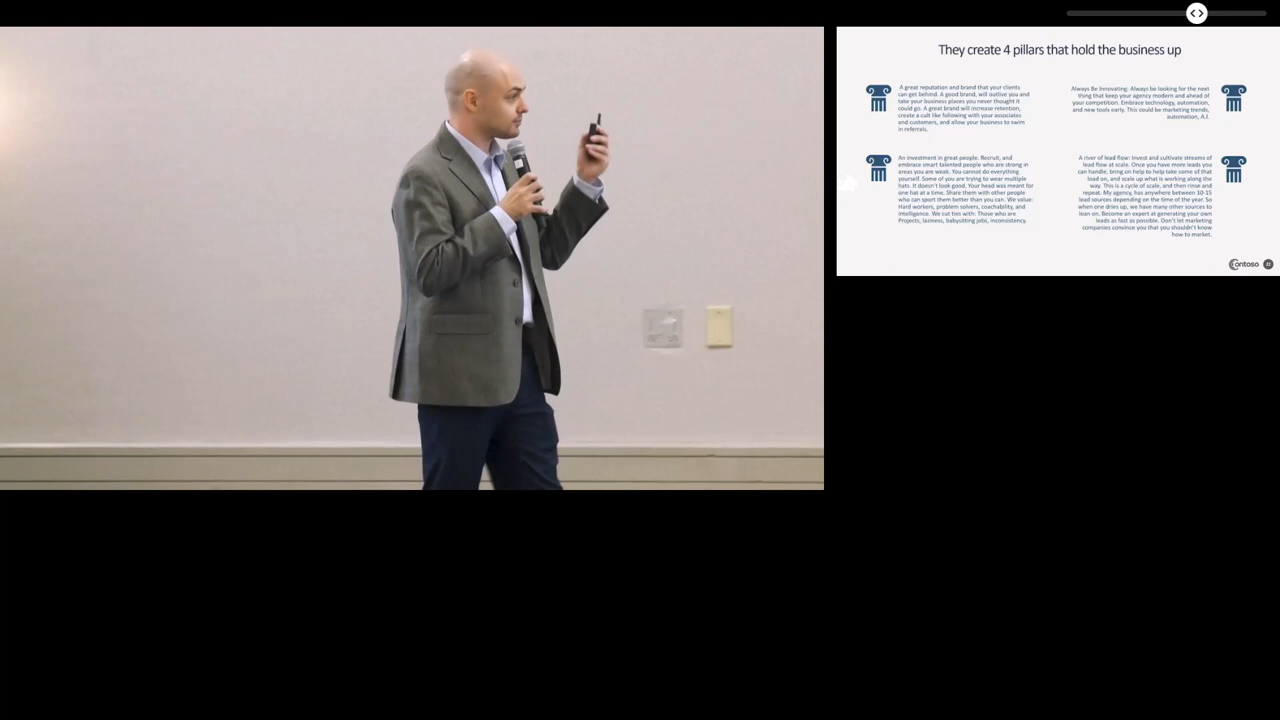 They create 4 pillars that hold the business up
A great reputation and brand that your clients
can get behind. A good brand, will outlive you and
take your business places you never thought it
could go. A great brand will increase retention,
create a cult like following with your associates
and customers, and allow your business to swim
in referrals.
Always Be Innovating: Always be looking for the next
thing that keep your agency modern and ahead of
your competition. Embrace technology, automation,
and new tools early. This could be marketing trends,
automation, A.I.
An investment in great people. Recruit, and
embrace smart talented people who are strong in
areas you are weak. You cannot do everything
yourself. Some of you are trying to wear multiple
hats. It doesn't look good. Your head was meant for
one hat at a time. Share them with other people
who can sport them better than you can. We value:
Hard workers, problem solvers, coachability, and
intelligence. We cut ties with: Those who are
Projects, laziness, babysitting jobs, inconsistency.
A river of lead flow: Invest and cultivate streams of
lead flow at scale. Once you have more leads you
can handle, bring on help to help take some of that
load on, and scale up what is working along the
way. This is a cycle of scale, and then rinse and
repeat. My agency, has anywhere between 10-15
lead sources depending on the time of the year. So
when one dries up, we have many other sources to
lean on. Become an expert at generating your own
leads as fast as possible. Don't let marketing
companies convince you that you shouldn't know
how to market.
Contoso 22